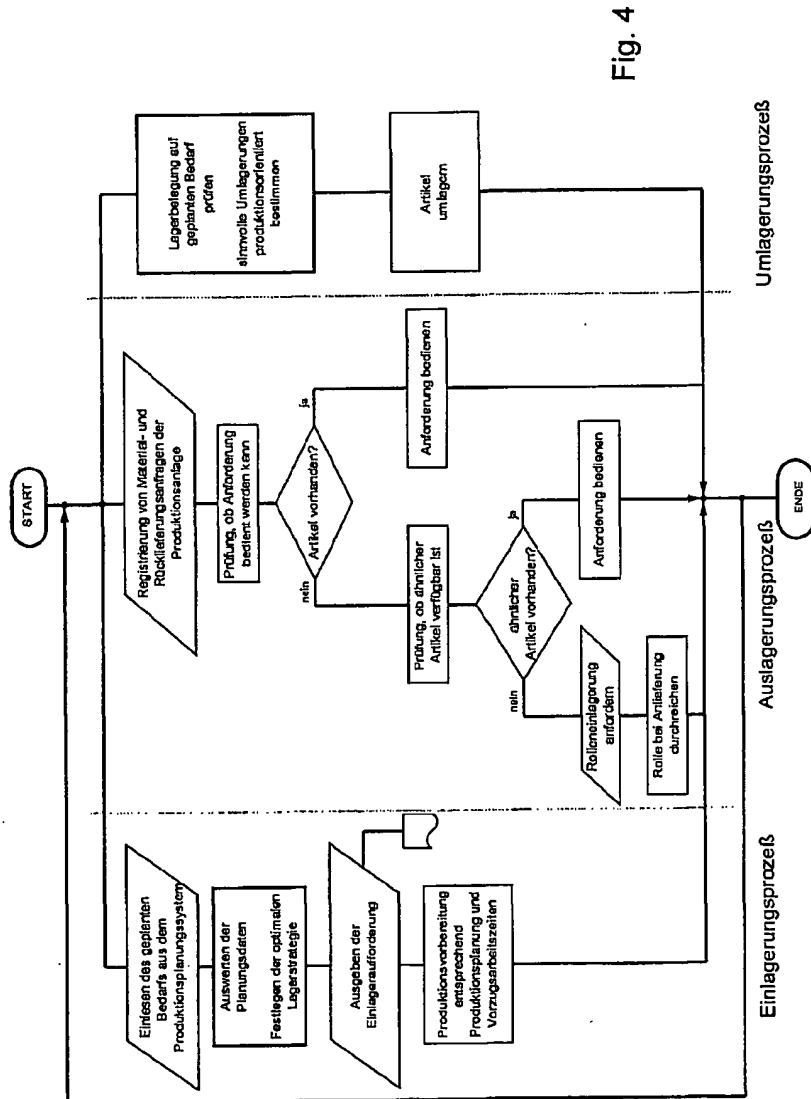 START
Einlesen des geplanten
Bedarfs aus dem
Produktionsplanungssystem
Auswerten der
Planungsdaten
Festlegen der optimalen
Lagerstrategie
Ausgeben der
Einlageraufforderung
Produktionsvorbereitung
entsprechend
Produktionsplanung und
Vorzugsarbeitszeiten
Einlagerungsprozeß
Registrierung von Material- und
Rücklieferungsanfragen der
Produktionsanlage
Prüfung, ob Anforderung
bedient werden kann
Artikel vorhanden?
nein
ja
Prüfung, ob ähnlicher
Artikel verfügbar ist
Anforderung bedienen
ähnlicher
Artikel vorhanden?
nein
ja
Rolleneinlagerung
anfordern
Rolle bei Anlieferung
durchreichen
Anforderung bedienen
Auslagerungsprozeß
Lagerbelegung auf
geplanten Bedarf
prüfen
sinnvolle Umlagerungen
produktionsorientiert
bestimmen
Artikel
umlagern
Umlagerungsprozeß
ENDE
Fig. 4